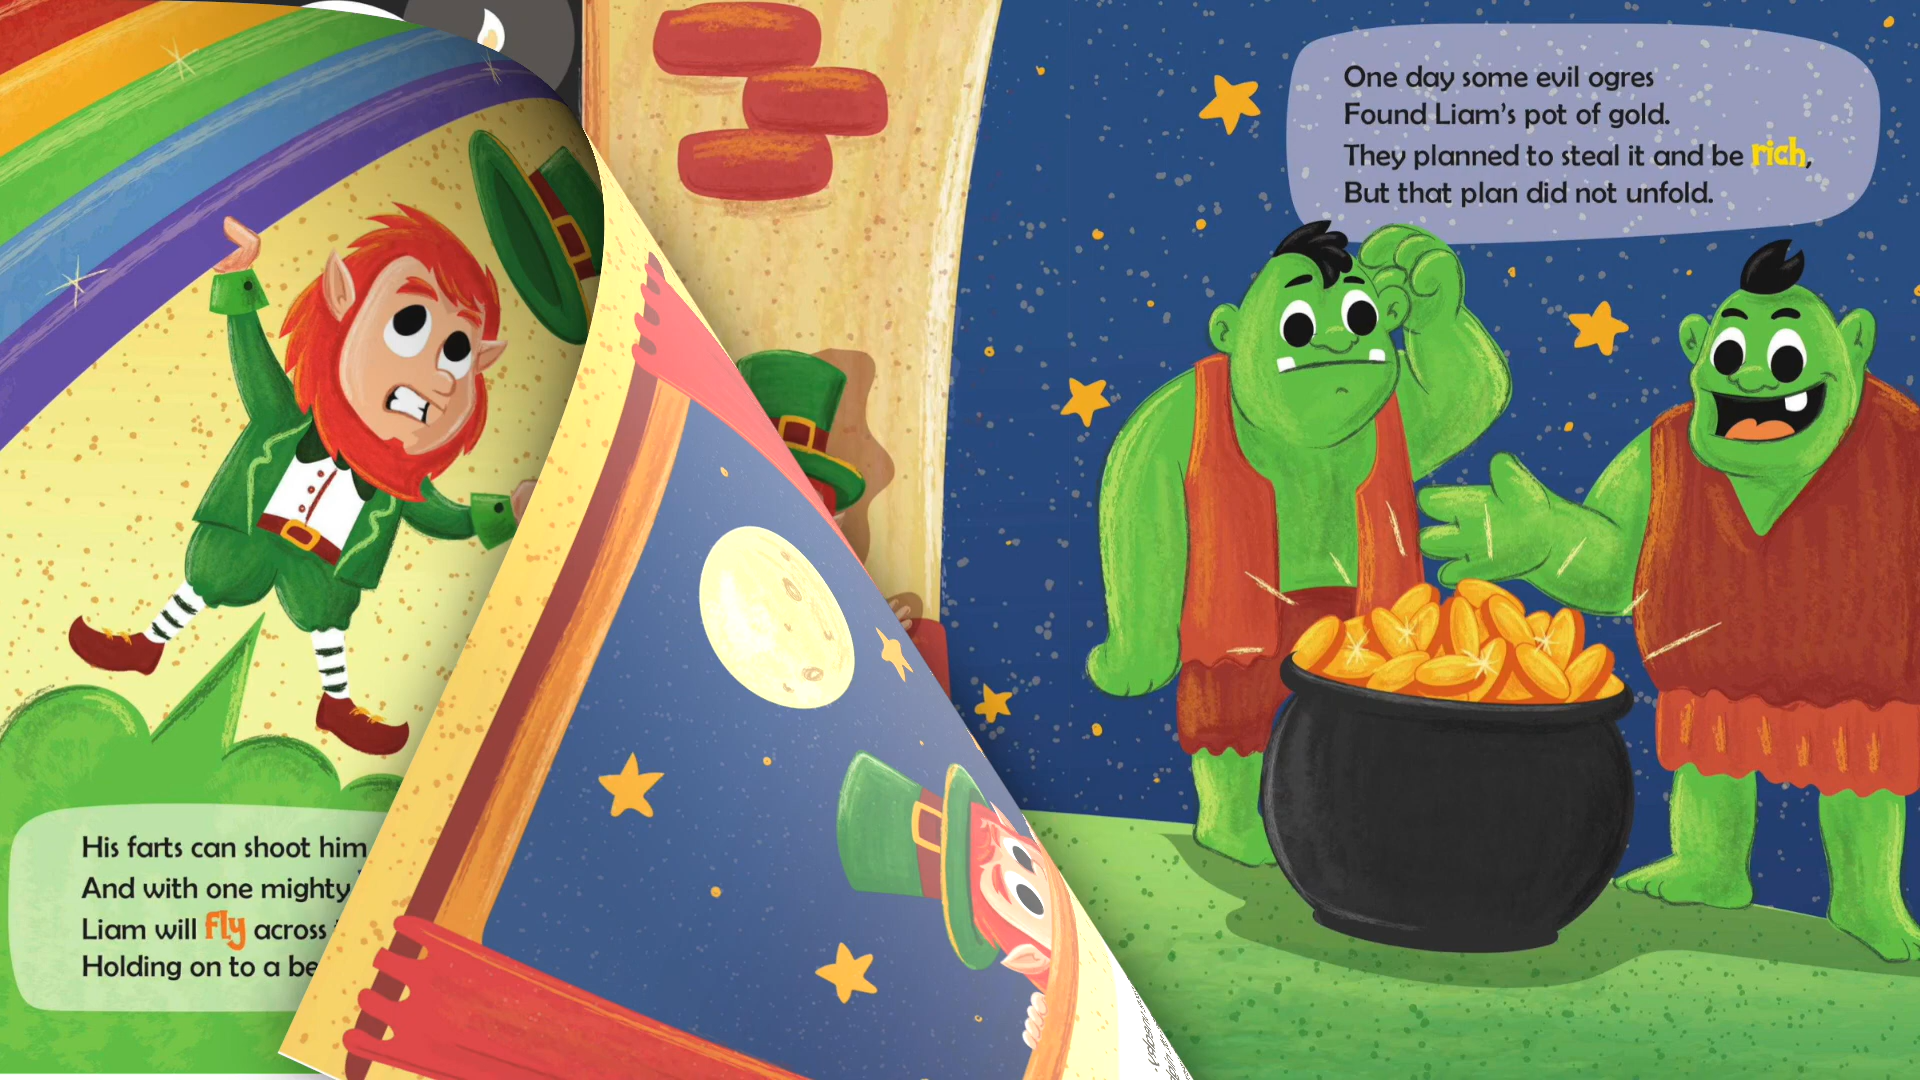 His farts can shoot him
And with one mighty
Liam will fly across
Holding on to a be
One day some evil ogres
Found Liam's pot of gold.
They planned to steal it and be rich,
But that plan did not unfold.